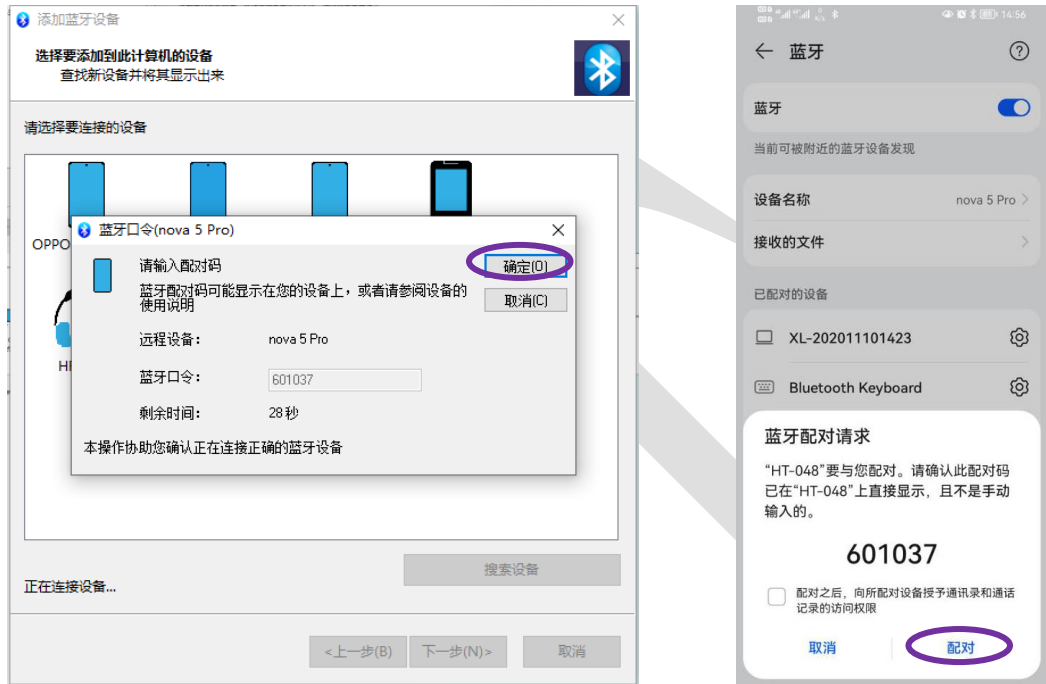 添加蓝牙设备
选择要添加到此计算机的设备
查找新设备并将其显示出来
请选择要连接的设备
OPPO
蓝牙口令(nova 5 Pro)
请输入配对码
确定(O)
蓝牙配对码可能显示在您的设备上，或者请参阅设备的
使用说明
取消(C)
远程设备：
nova 5 Pro
蓝牙口令：
601037
剩余时间：
28秒
本操作协助您确认正在连接正确的蓝牙设备
搜索设备
正在连接设备...
<上一步(B)
下一步(N)>
取消
14:56
蓝牙
蓝牙
当前可被附近的蓝牙设备发现
设备名称
nova 5 Pro
接收的文件
已配对的设备
XL-202011101423
Bluetooth Keyboard
蓝牙配对请求
“HT-048”要与您配对。请确认此配对码
已在“HT-048”上直接显示，且不是手动
输入的。
601037
配对之后，向所配对设备授予通讯录和通话
记录的访问权限
取消
配对